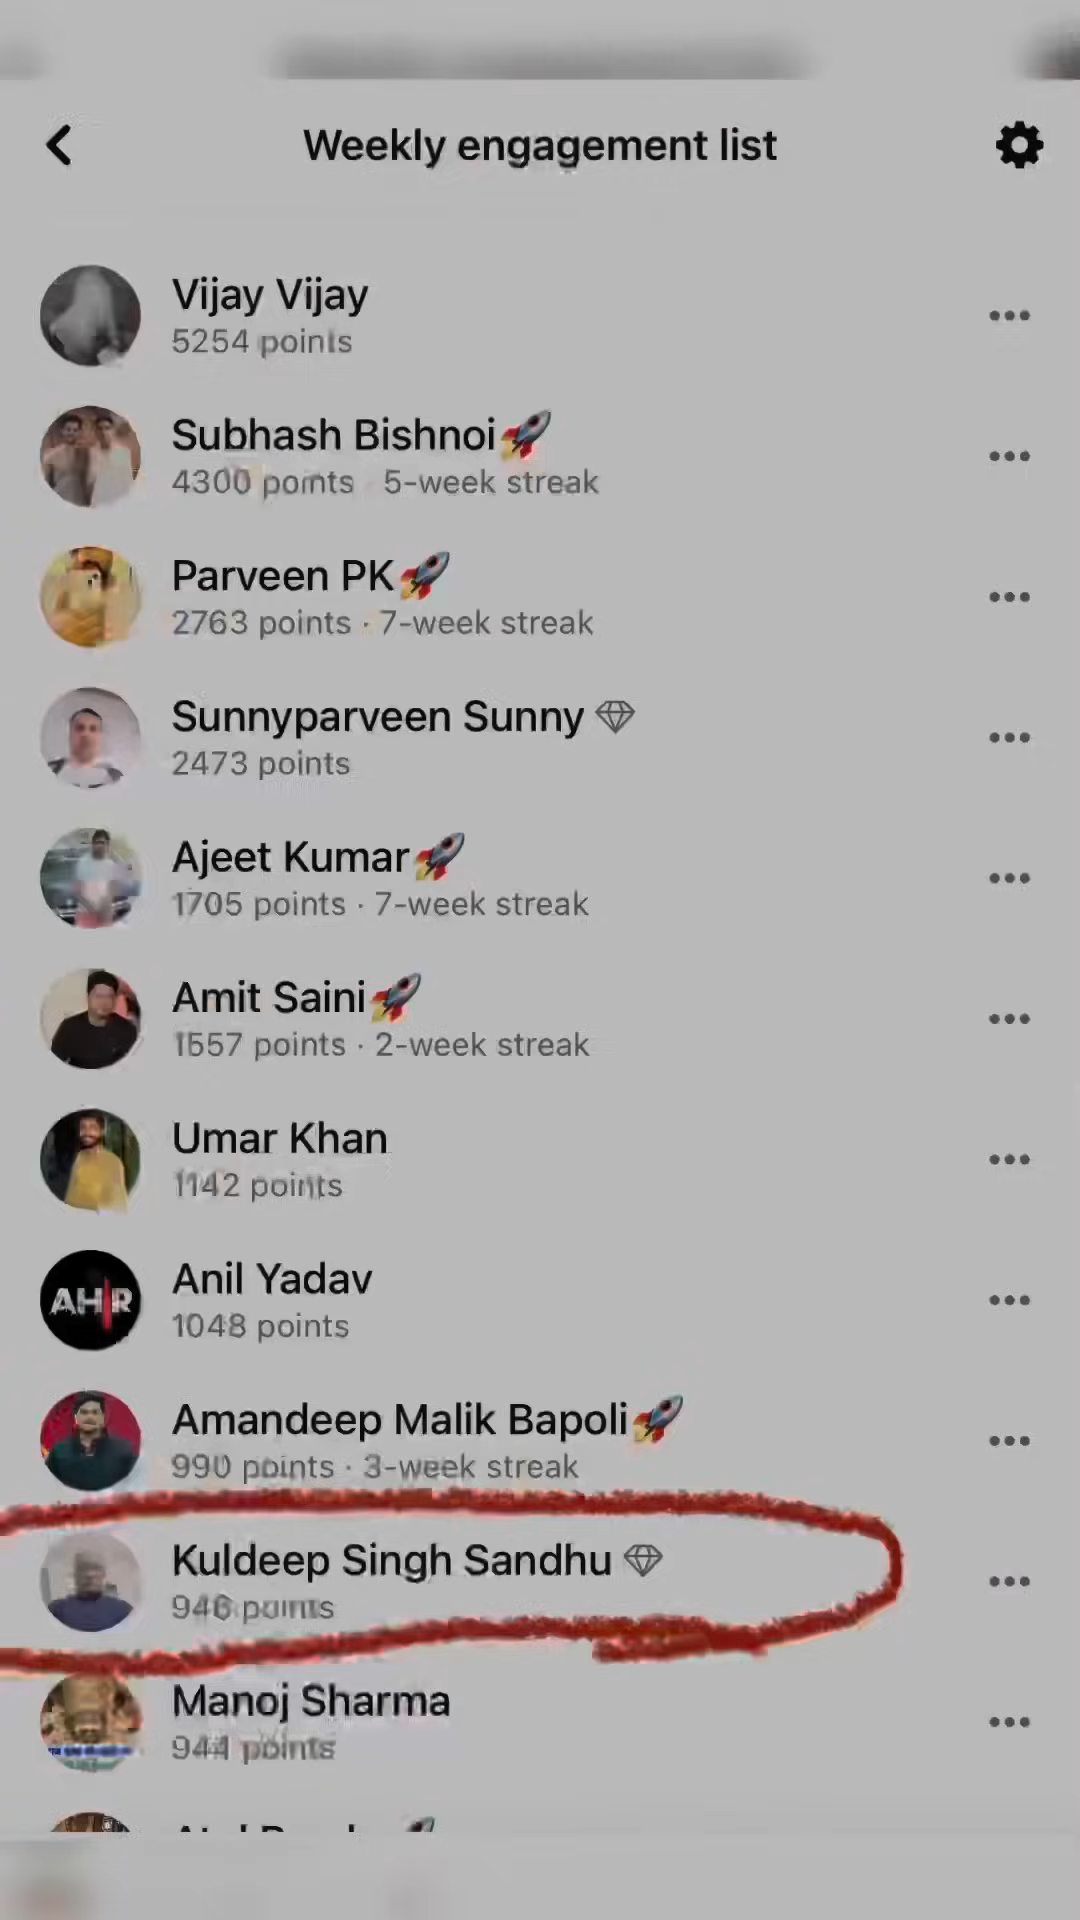 Weekly engagement list
Vijay Vijay
5254 points
Subhash Bishnoi🚀
4300 points · 5-week streak
Parveen PK🚀
2763 points · 7-week streak
Sunnyparveen Sunny
2473 points
Ajeet Kumar🚀
1705 points · 7-week streak
Amit Saini🚀
1557 points · 2-week streak
Umar Khan
1142 points
Anil Yadav
1048 points
AHIR
Amandeep Malik Bapoli🚀
990 points · 3-week streak
Kuldeep Singh Sandhu
946 points
Manoj Sharma
944 points